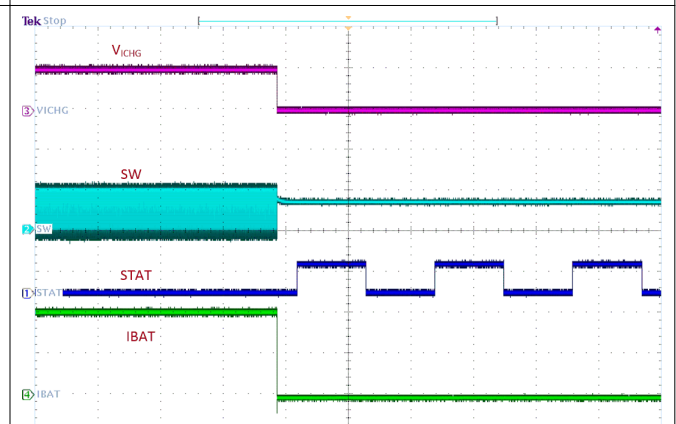 Tek Stop
VICHG
3 VICHG
SW
2 SW
STAT
1 STAT
IBAT
4 IBAT